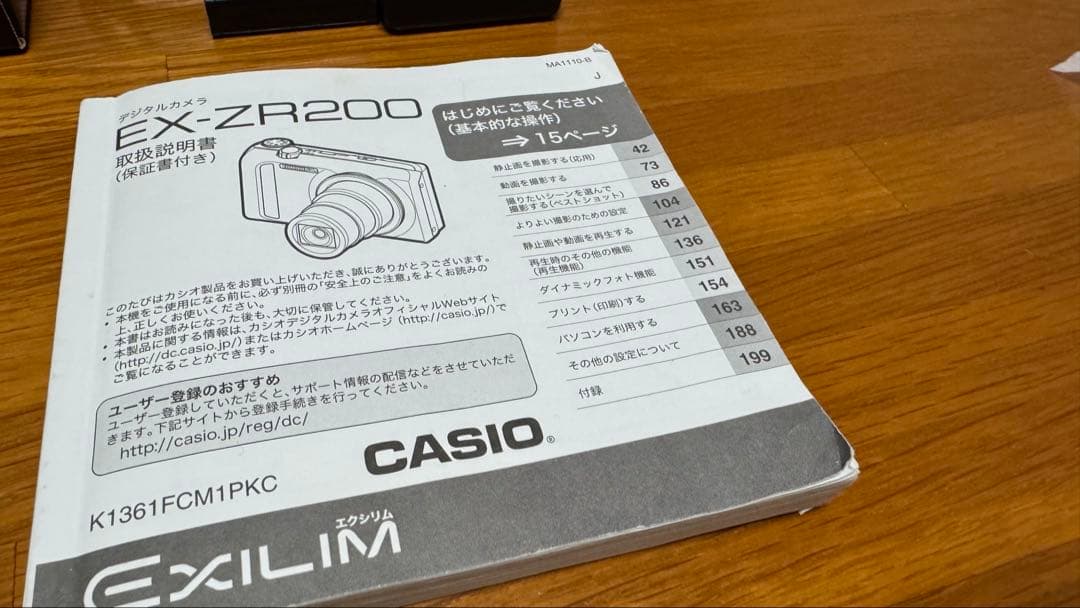 MA1110-B
J
デジタルカメラ
EX-ZR200
取扱説明書
(保証書付き)
はじめにご覧ください
(基本的な操作)
⇒ 15ページ
静止画を撮影する(応用) 42
動画を撮影する 73
撮りたいシーンを選んで
撮影する(ベストショット) 86
よりよい撮影のための設定 104
静止画や動画を再生する 121
再生時のその他の機能
(再生機能) 136
ダイナミックフォト機能 151
プリント(印刷)する 154
パソコンを利用する 163
その他の設定について 188
付録 199
このたびはカシオ製品をお買い上げいただき、誠にありがとうございます。
• 本機をご使用になる前に、必ず別冊の「安全上のご注意」をよくお読みの
上、正しくお使いください。
• 本書はお読みになった後も、大切に保管してください。
• 本製品に関する情報は、カシオデジタルカメラオフィシャルWebサイト
(http://dc.casio.jp/)またはカシオホームページ(http://casio.jp/)で
ご覧になることができます。
ユーザー登録のおすすめ
ユーザー登録していただくと、サポート情報の配信などをさせていただ
きます。下記サイトから登録手続きを行ってください。
http://casio.jp/reg/dc/
CASIO®
K1361FCM1PKC
エクシリム
EXILIM